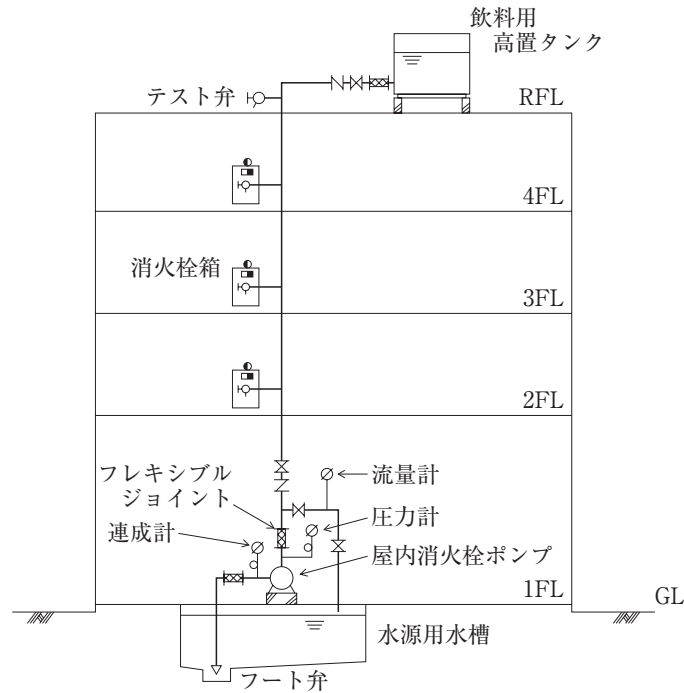 飲料用
高置タンク
テスト弁
RFL
4FL
消火栓箱
3FL
2FL
フレキシブル
ジョイント
流量計
連成計
圧力計
屋内消火栓ポンプ
1FL
GL
水源用水槽
フート弁